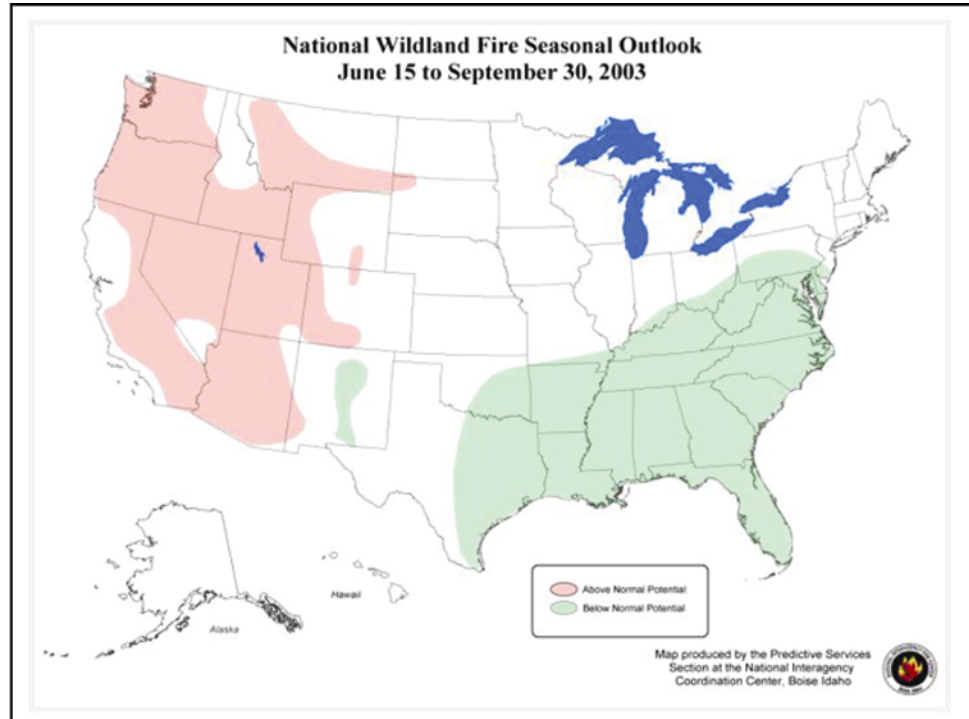 National Wildland Fire Seasonal Outlook
June 15 to September 30, 2003
Hawaii
Alaska
Above Normal Potential
Below Normal Potential
Map produced by the Predictive Services
Section at the National Interagency
Coordination Center, Boise Idaho